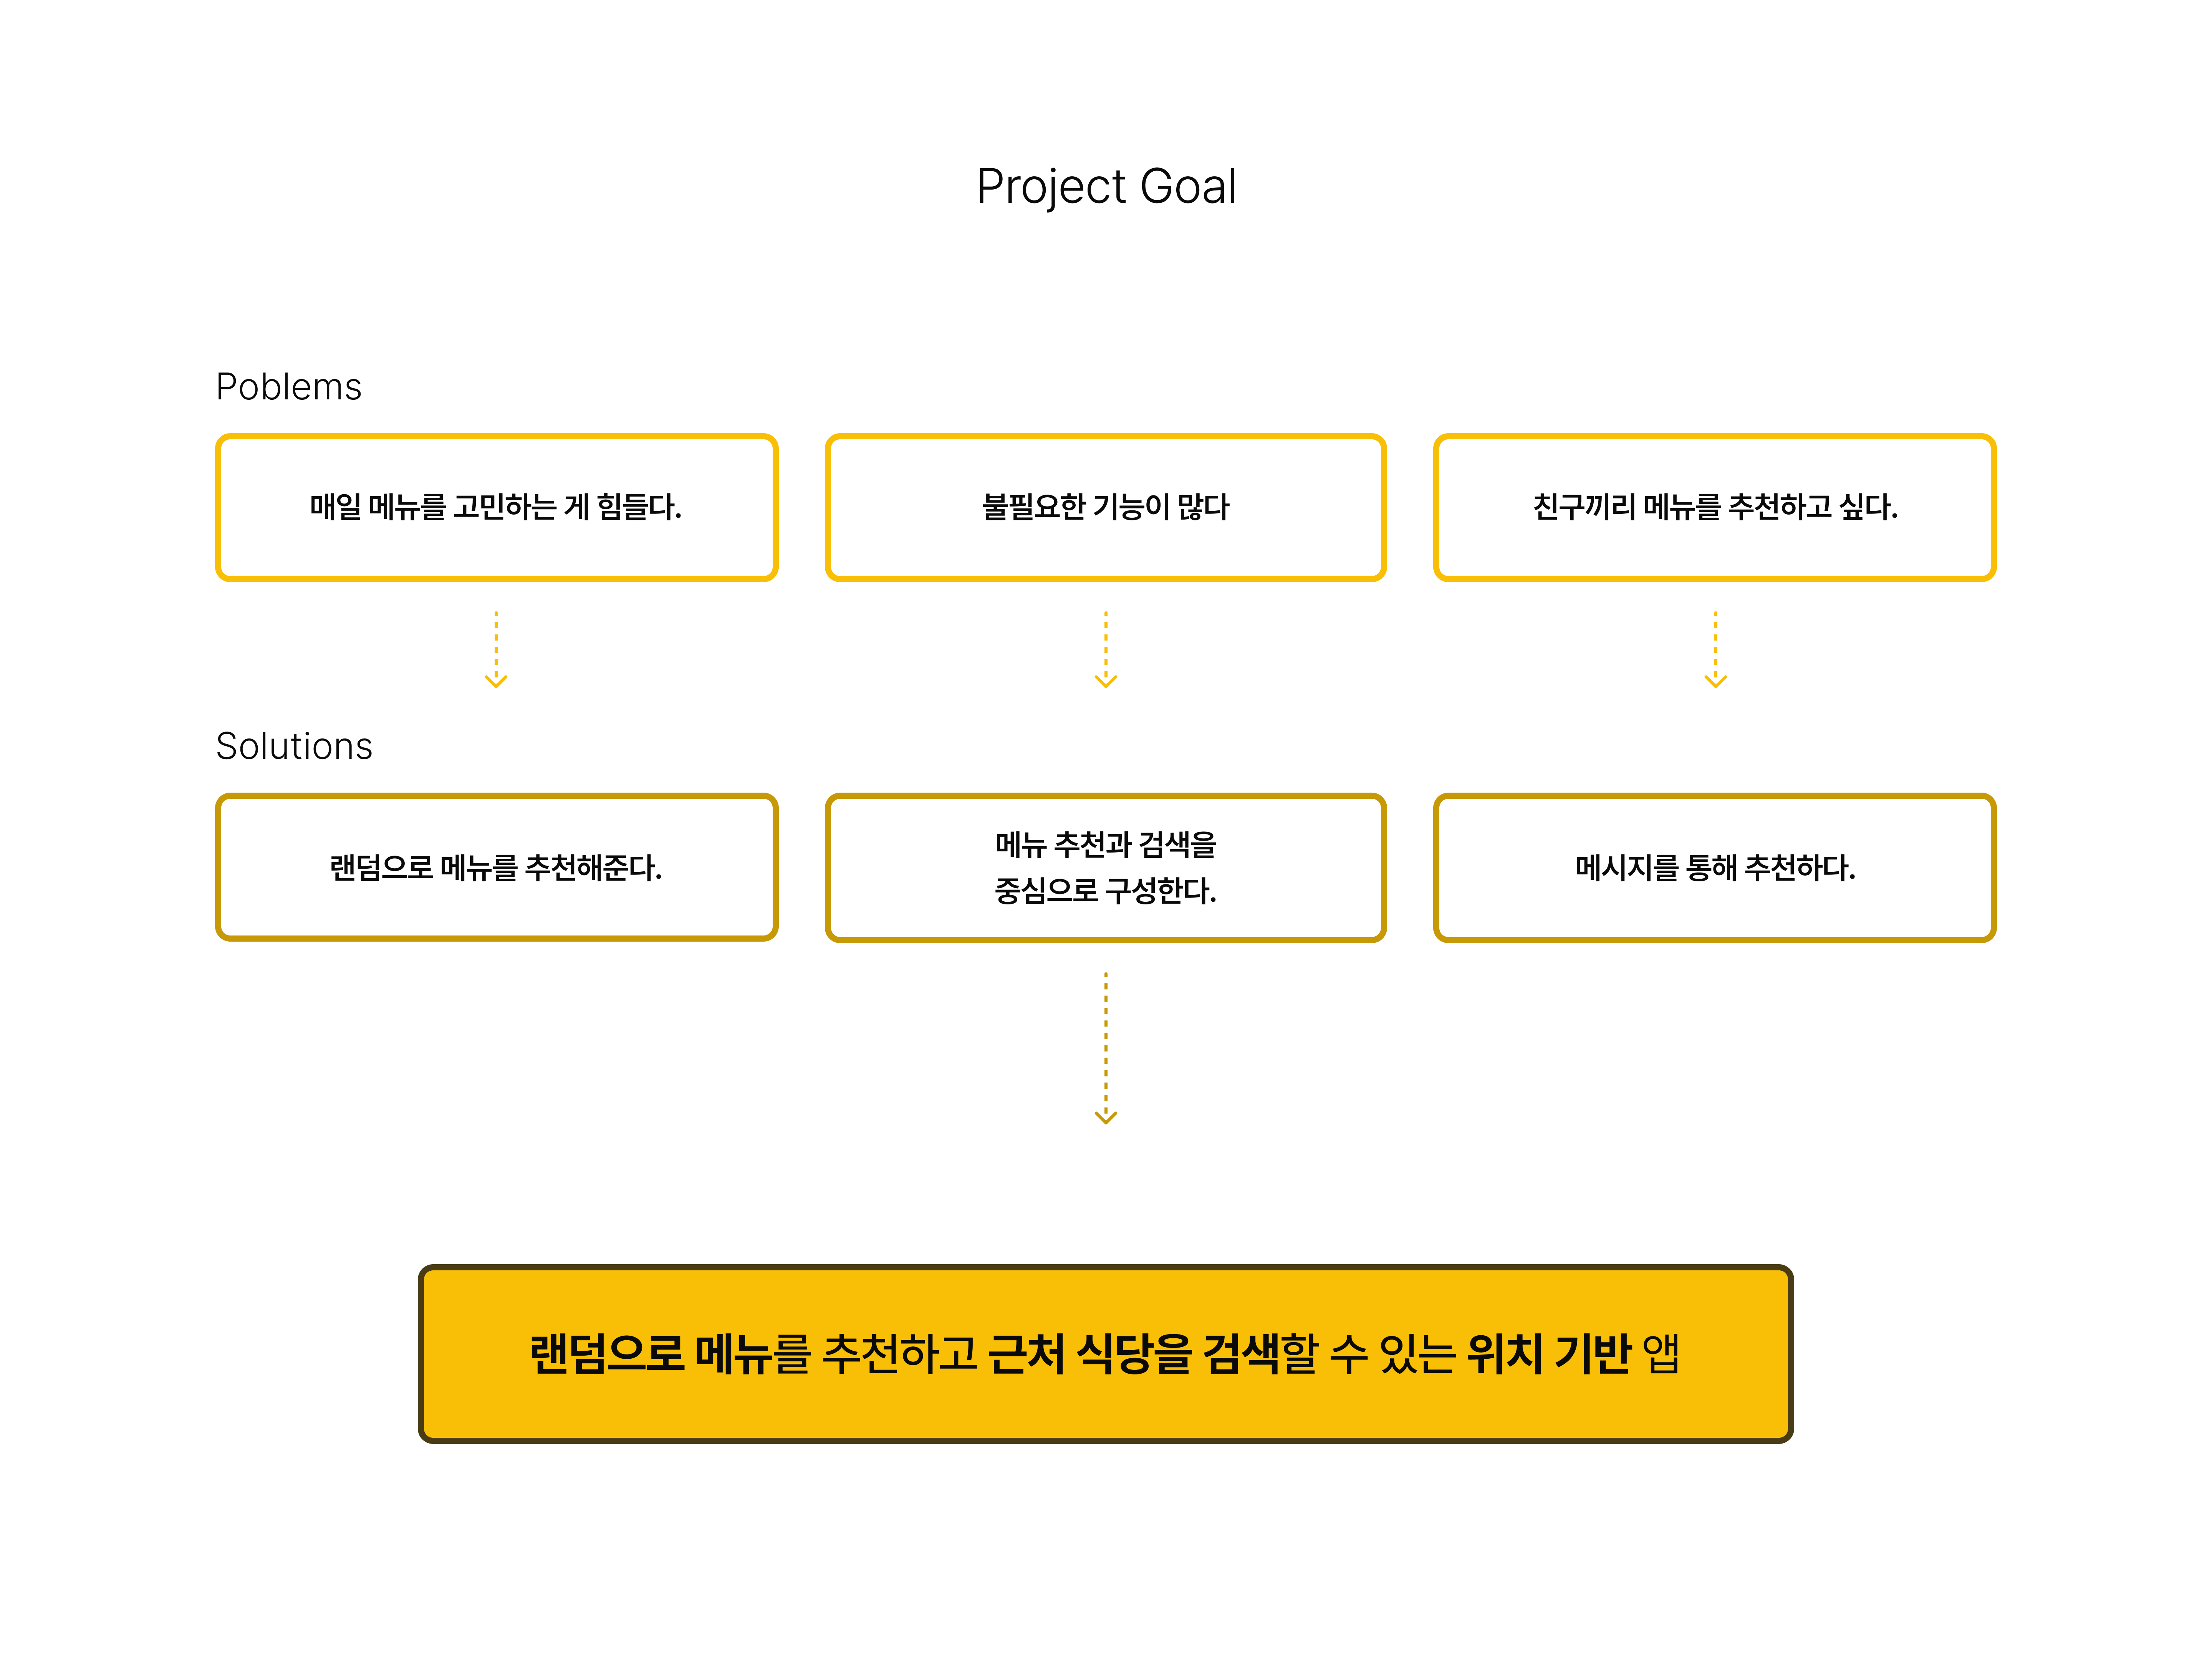 Project Goal
Poblems
매일 메뉴를 고민하는 게 힘들다.
불필요한 기능이 많다
친구끼리 메뉴를 추천하고 싶다.
Solutions
랜덤으로 메뉴를 추천해준다.
메뉴 추천과 검색을
중심으로 구성한다.
메시지를 통해 추천하다.
랜덤으로 메뉴를 추천하고 근처 식당을 검색할 수 있는 위치 기반 앱